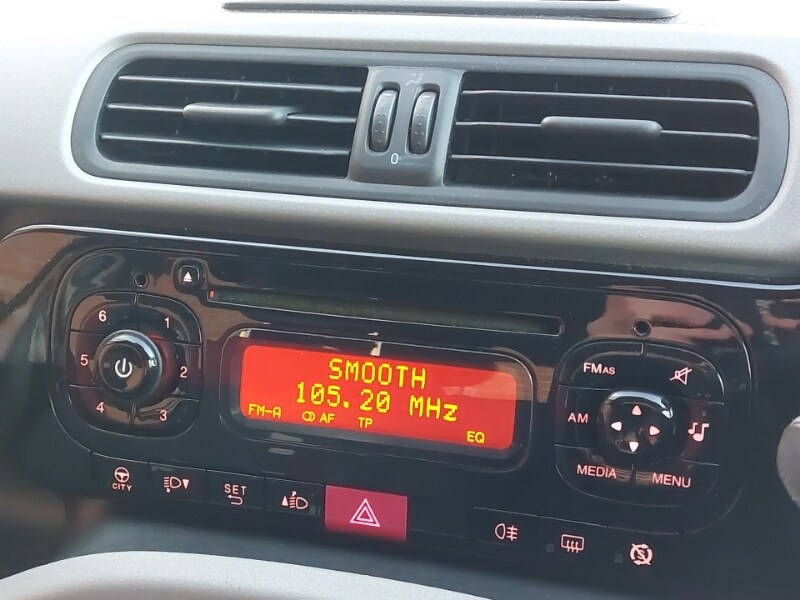 0
6 1
5 2
4 3
SMOOTH
105.20 MHz
FM-A AF TP EQ
FMAS
AM
MEDIA MENU
CITY
SET